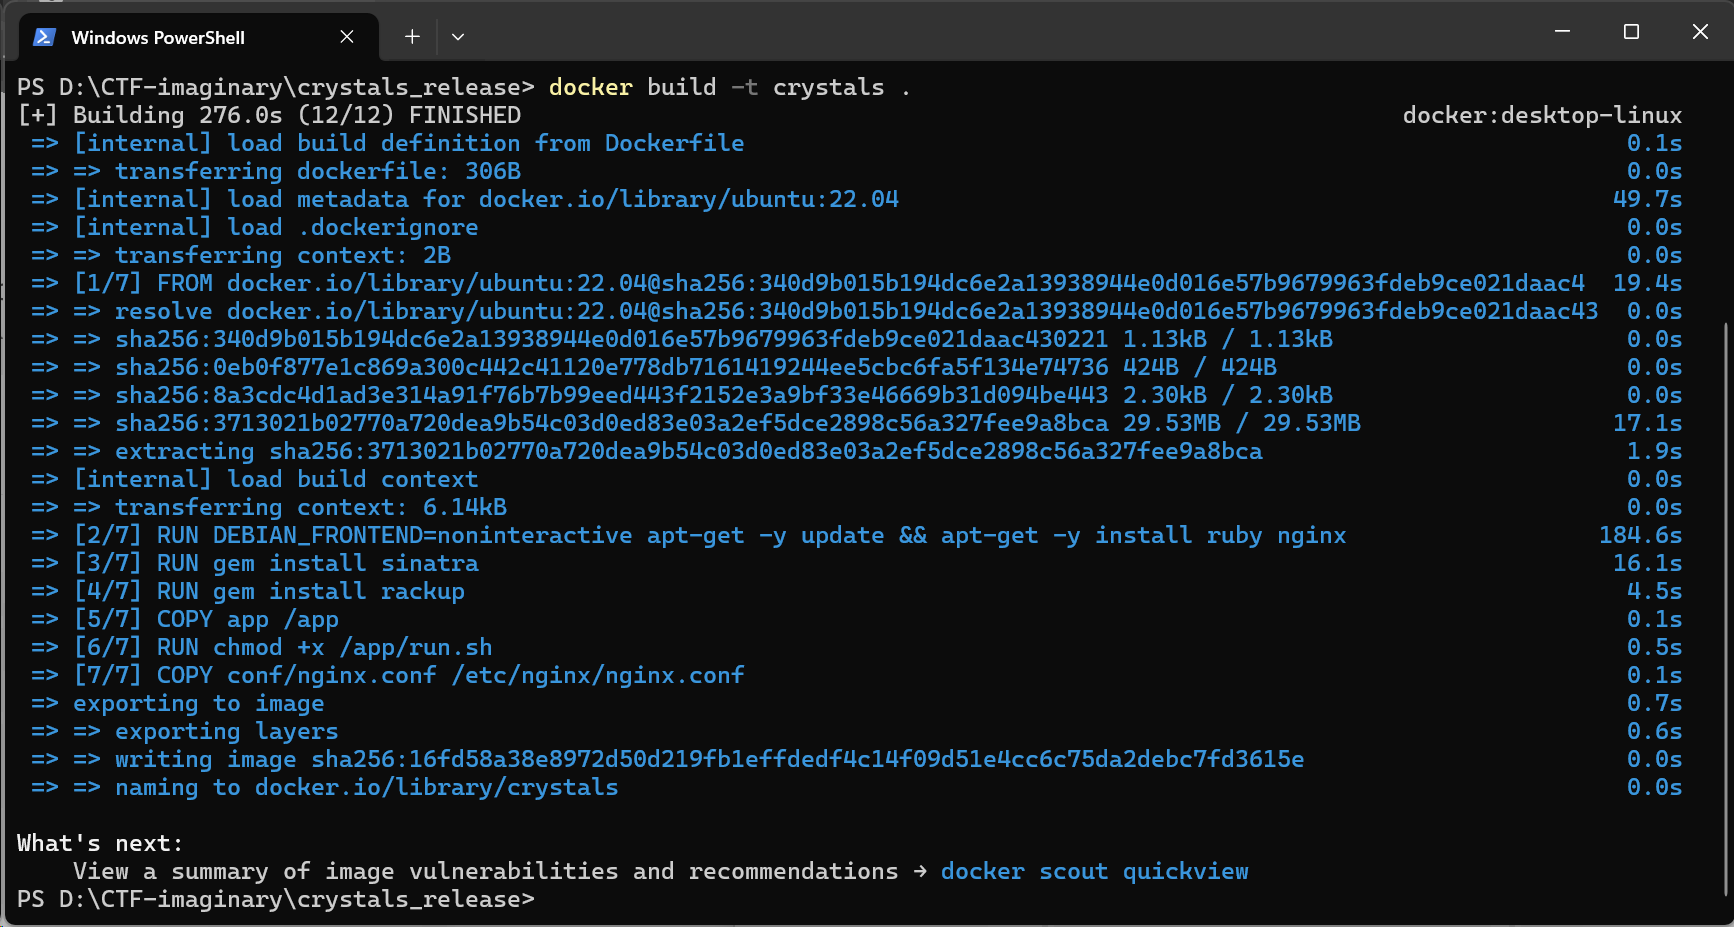 Windows PowerShell
PS D:\CTF-imaginary\crystals_release> docker build -t crystals .
[+] Building 276.0s (12/12) FINISHED docker:desktop-linux
=> [internal] load build definition from Dockerfile 0.1s
=> => transferring dockerfile: 306B 0.0s
=> [internal] load metadata for docker.io/library/ubuntu:22.04 49.7s
=> [internal] load .dockerignore 0.0s
=> => transferring context: 2B 0.0s
=> [1/7] FROM docker.io/library/ubuntu:22.04@sha256:340d9b015b194dc6e2a13938944e0d016e57b9679963fdeb9ce021daac4 19.4s
=> => resolve docker.io/library/ubuntu:22.04@sha256:340d9b015b194dc6e2a13938944e0d016e57b9679963fdeb9ce021daac43 0.0s
=> => sha256:340d9b015b194dc6e2a13938944e0d016e57b9679963fdeb9ce021daac430221 1.13kB / 1.13kB 0.0s
=> => sha256:0eb0f877e1c869a300c442c41120e778db7161419244ee5cbc6fa5f134e74736 424B / 424B 0.0s
=> => sha256:8a3cdc4d1ad3e314a91f76b7b99eed443f2152e3a9bf33e46669b31d094be443 2.30kB / 2.30kB 0.0s
=> => sha256:3713021b02770a720dea9b54c03d0ed83e03a2ef5dce2898c56a327fee9a8bca 29.53MB / 29.53MB 17.1s
=> => extracting sha256:3713021b02770a720dea9b54c03d0ed83e03a2ef5dce2898c56a327fee9a8bca 1.9s
=> [internal] load build context 0.0s
=> => transferring context: 6.14kB 0.0s
=> [2/7] RUN DEBIAN_FRONTEND=noninteractive apt-get -y update && apt-get -y install ruby nginx 184.6s
=> [3/7] RUN gem install sinatra 16.1s
=> [4/7] RUN gem install rackup 4.5s
=> [5/7] COPY app /app 0.1s
=> [6/7] RUN chmod +x /app/run.sh 0.5s
=> [7/7] COPY conf/nginx.conf /etc/nginx/nginx.conf 0.1s
=> exporting to image 0.7s
=> => exporting layers 0.6s
=> => writing image sha256:16fd58a38e8972d50d219fb1effdedf4c14f09d51e4cc6c75da2debc7fd3615e 0.0s
=> => naming to docker.io/library/crystals 0.0s
What's next:
View a summary of image vulnerabilities and recommendations → docker scout quickview
PS D:\CTF-imaginary\crystals_release>